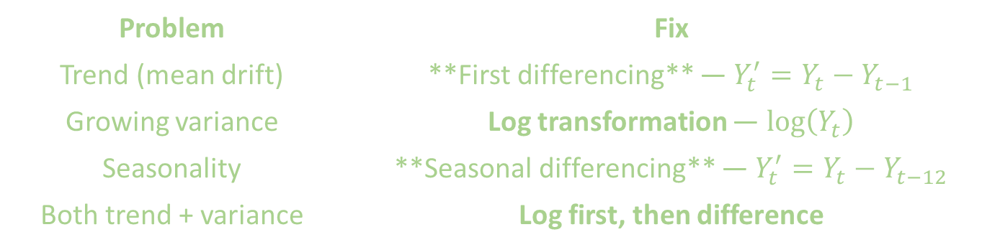 Problem Fix
Trend (mean drift) **First differencing** — Y′ₜ = Yₜ − Yₜ₋₁
Growing variance Log transformation — log(Yₜ)
Seasonality **Seasonal differencing** — Y′ₜ = Yₜ − Yₜ₋₁₂
Both trend + variance Log first, then difference